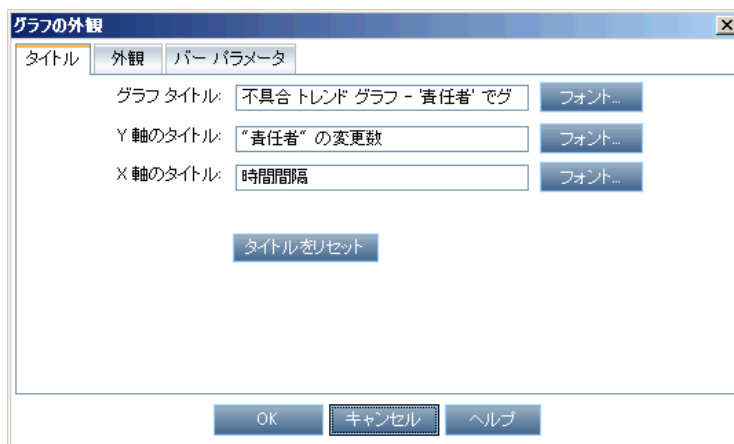 グラフの外観
タイトル 外観 バー パラメータ
グラフ タイトル: 不具合 トレンド グラフ - '責任者' でグ フォント...
Y 軸のタイトル: "責任者" の変更数 フォント...
X 軸のタイトル: 時間間隔 フォント...
タイトルをリセット
OK キャンセル ヘルプ